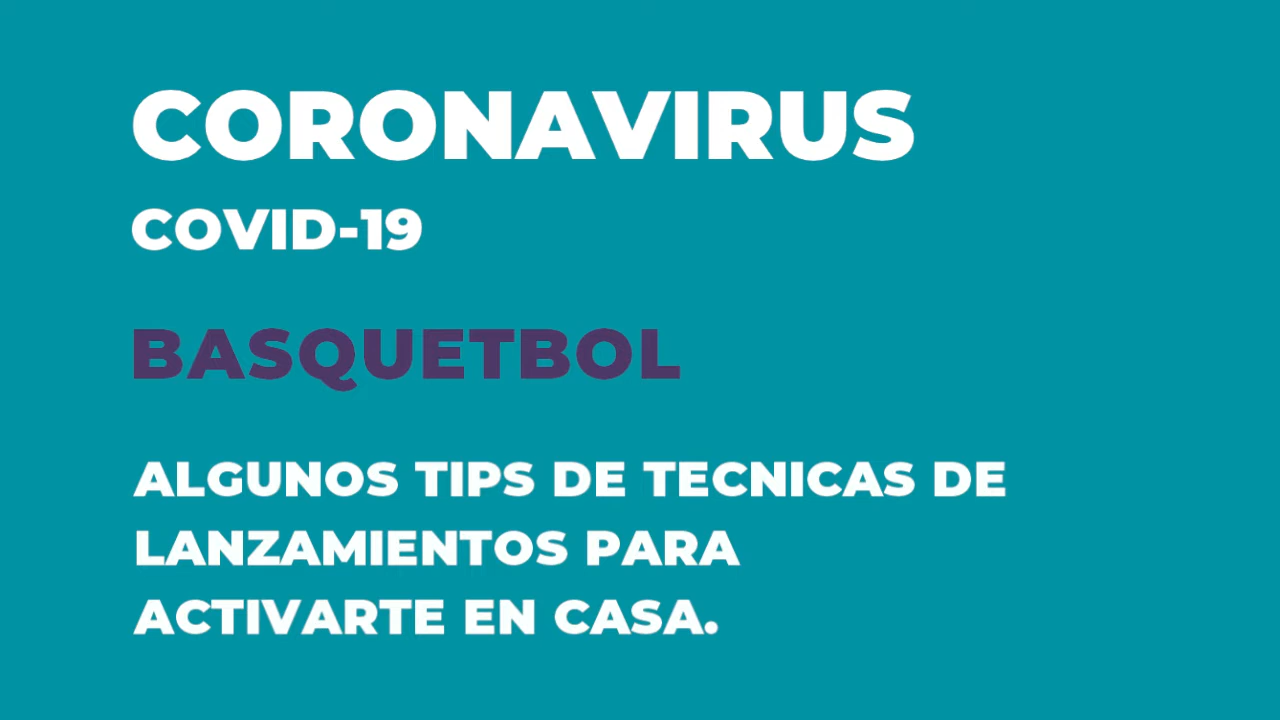 CORONAVIRUS
COVID-19
BASQUETBOL
ALGUNOS TIPS DE TECNICAS DE
LANZAMIENTOS PARA
ACTIVARTE EN CASA.